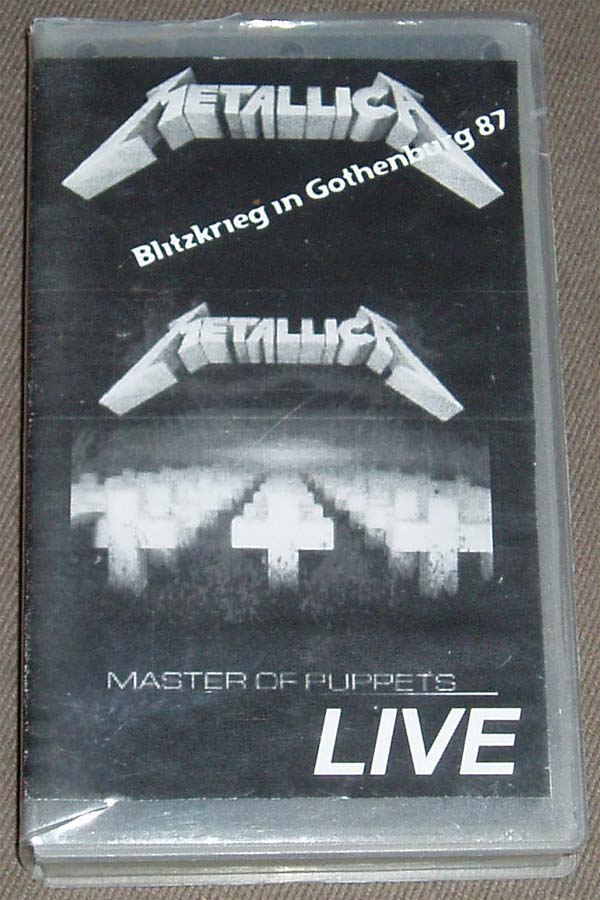 METALLICA
Blitzkrieg in Gothenburg 87
METALLICA
MASTER OF PUPPETS
LIVE